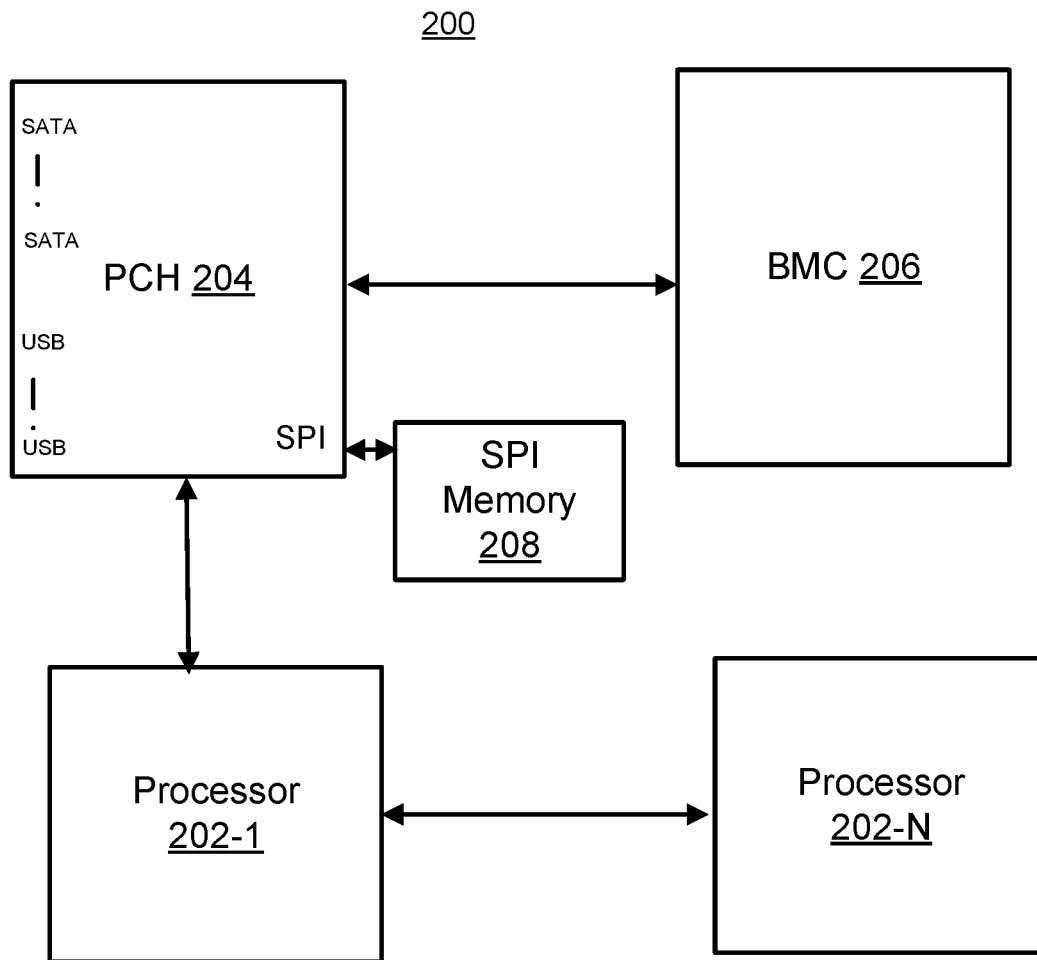 200
SATA
SATA
PCH 204
USB
USB
SPI
BMC 206
SPI
Memory
208
Processor
202-1
Processor
202-N